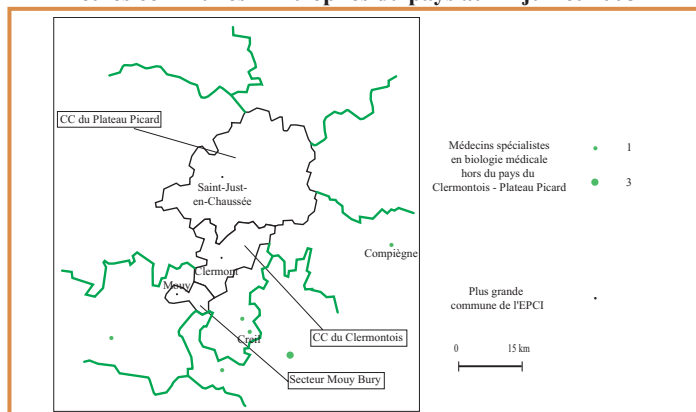 CC du Plateau Picard
Saint-Just-
en-Chaussée
Compiègne
Clermont
Mouy
Creil
CC du Clermontois
Secteur Mouy Bury
Médecins spécialistes
en biologie médicale
hors du pays du
Clermontois - Plateau Picard
1
3
Plus grande
commune de l'EPCI
0 15 km